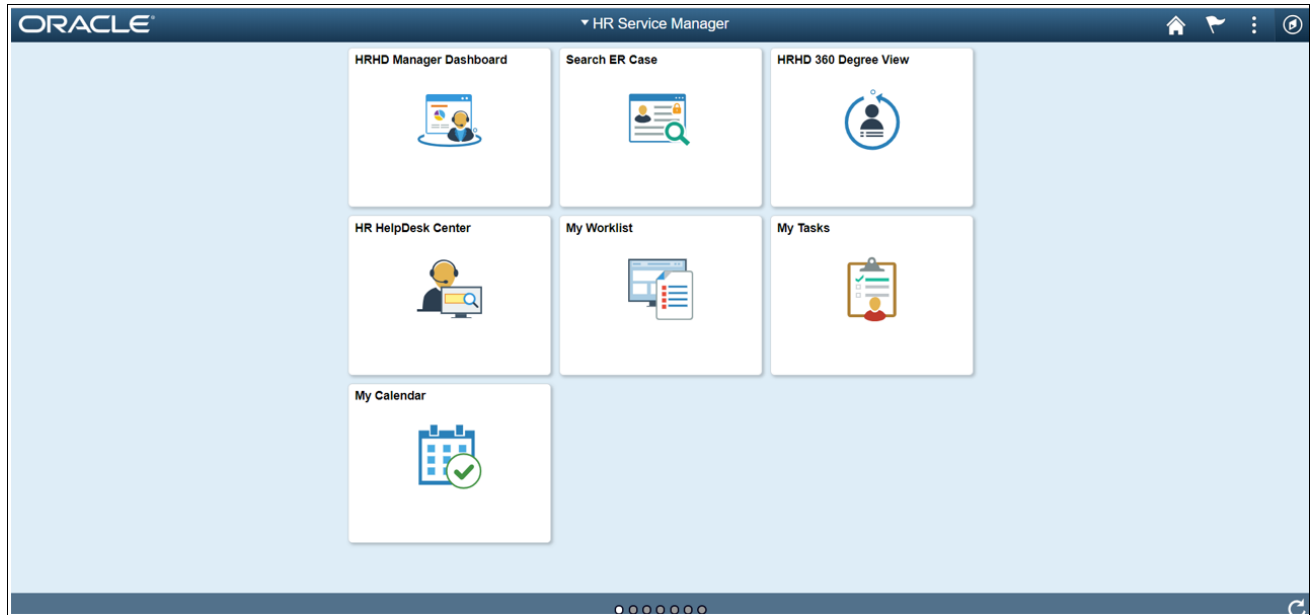 ORACLE
HR Service Manager
HRHD Manager Dashboard
Search ER Case
HRHD 360 Degree View
HR HelpDesk Center
My Worklist
My Tasks
My Calendar